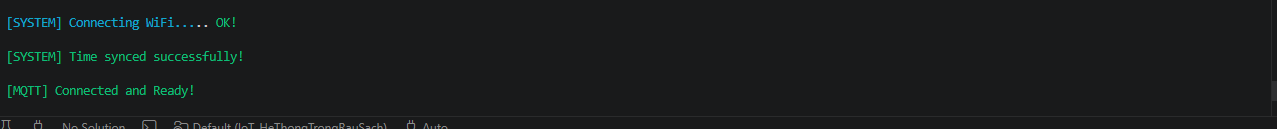 [SYSTEM] Connecting WiFi..... OK!
[SYSTEM] Time synced successfully!
[MQTT] Connected and Ready!
No Solution Default (IoT_HeThongTrongRauSach) Auto